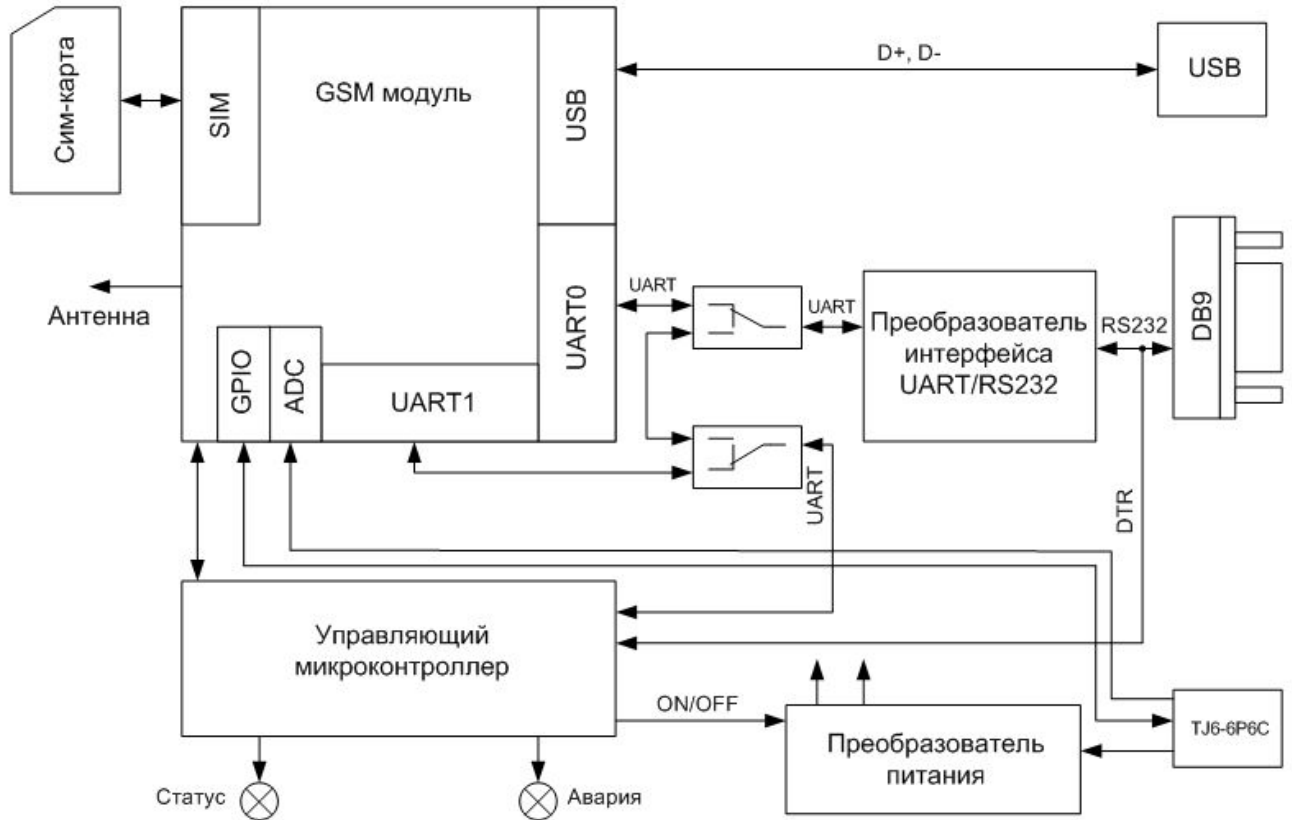 Сим-карта
SIM
GSM модуль
USB
D+, D-
USB
Антенна
GPIO
ADC
UART1
UART0
UART
UART
Преобразователь
интерфейса
UART/RS232
RS232
DB9
UART
DTR
Управляющий
микроконтроллер
ON/OFF
Преобразователь
питания
TJ6-6P6C
Статус
Авария